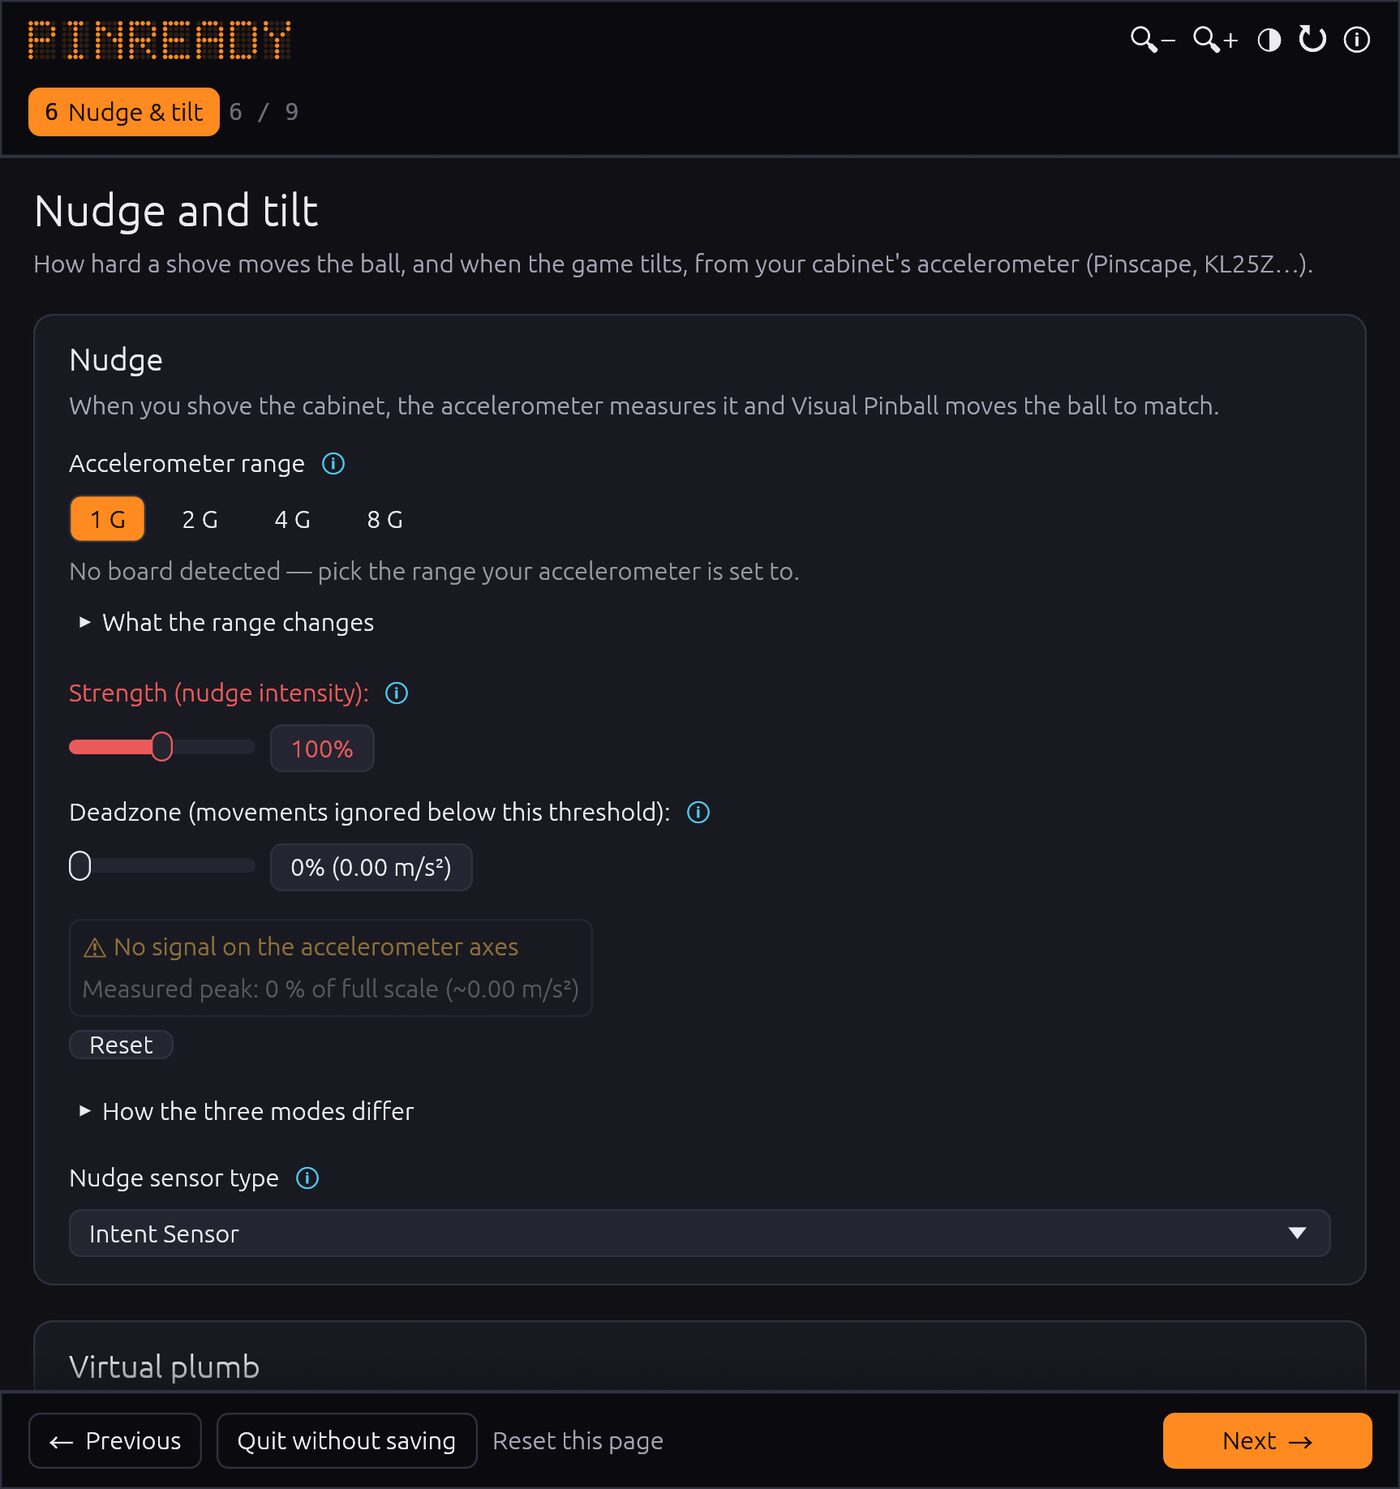 PINREADY
6 Nudge & tilt 6 / 9
Nudge and tilt
How hard a shove moves the ball, and when the game tilts, from your cabinet's accelerometer (Pinscape, KL25Z…).
Nudge
When you shove the cabinet, the accelerometer measures it and Visual Pinball moves the ball to match.
Accelerometer range
1 G 2 G 4 G 8 G
No board detected — pick the range your accelerometer is set to.
What the range changes
Strength (nudge intensity):
100%
Deadzone (movements ignored below this threshold):
0% (0.00 m/s²)
⚠ No signal on the accelerometer axes
Measured peak: 0 % of full scale (~0.00 m/s²)
Reset
How the three modes differ
Nudge sensor type
Intent Sensor
Virtual plumb
← Previous Quit without saving Reset this page Next →